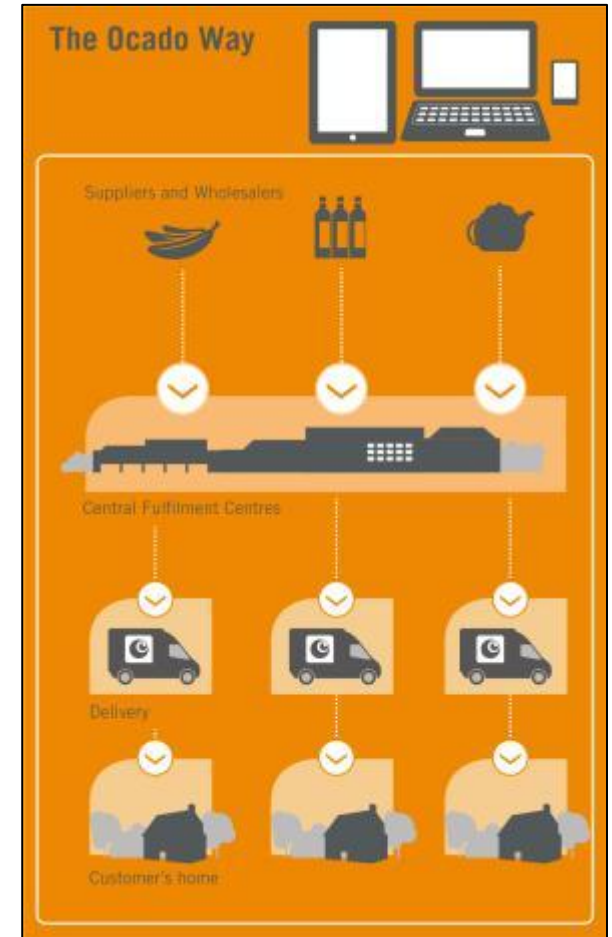 The Ocado Way
Suppliers and Wholesalers
Central Fulfilment Centres
Delivery
Customer's home